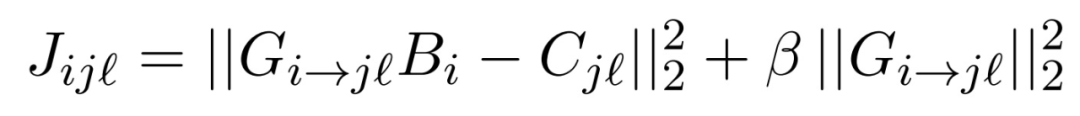 J_{ijℓ} = ||G_{i→jℓ}B_i − C_{jℓ}||_2^2 + β ||G_{i→jℓ}||_2^2